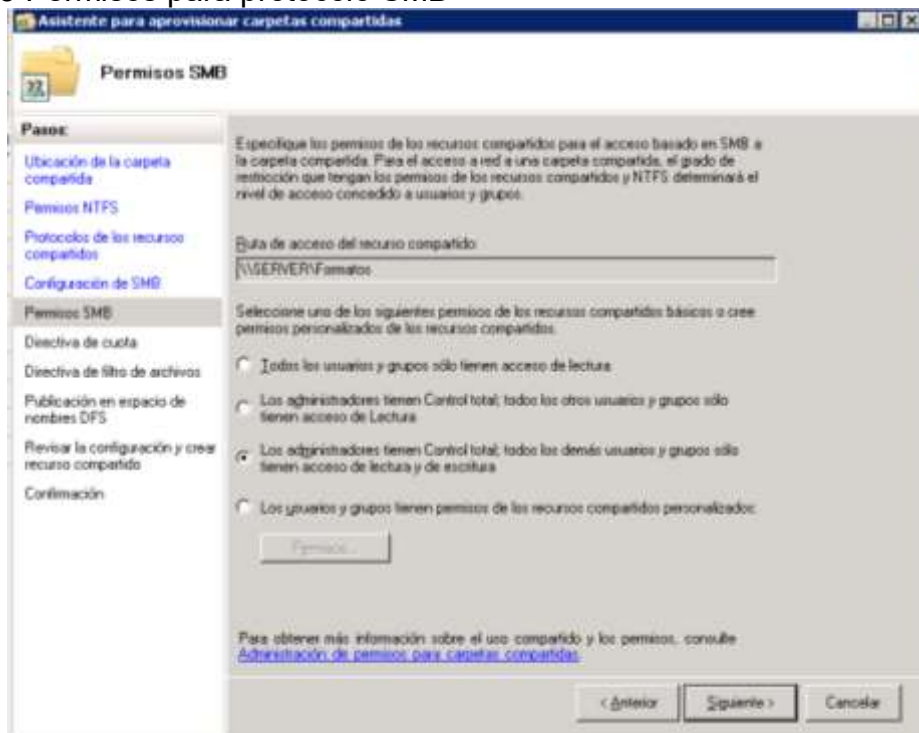 Permisos para protocolo SMB
Asistente para aprovisionar carpetas compartidas
Permisos SMB
Pasos:
Ubicación de la carpeta
compartida
Permisos NTFS
Protocolos de los recursos
compartidos
Configuración de SMB
Permisos SMB
Directiva de cuota
Directiva de filtro de archivos
Publicación en espacio de
nombres DFS
Revisar la configuración y crear
recurso compartido
Confirmación
Especifique los permisos de los recursos compartidos para el acceso basado en SMB a
la carpeta compartida. Para el acceso a red a una carpeta compartida, el grado de
restricción que tengan los permisos de los recursos compartidos y NTFS determinará el
nivel de acceso concedido a usuarios y grupos.
Ruta de acceso del recurso compartido:
\\SERVER\Formatos
Seleccione uno de los siguientes permisos de los recursos compartidos básicos o cree
permisos personalizados de los recursos compartidos.
Todos los usuarios y grupos sólo tienen acceso de lectura
Los administradores tienen Control total; todos los otros usuarios y grupos sólo
tienen acceso de Lectura
Los administradores tienen Control total; todos los demás usuarios y grupos sólo
tienen acceso de lectura y de escritura
Los usuarios y grupos tienen permisos de los recursos compartidos personalizados:
Permisos...
Para obtener más información sobre el uso compartido y los permisos, consulte
Administración de permisos para carpetas compartidas
< Anterior
Siguiente >
Cancelar